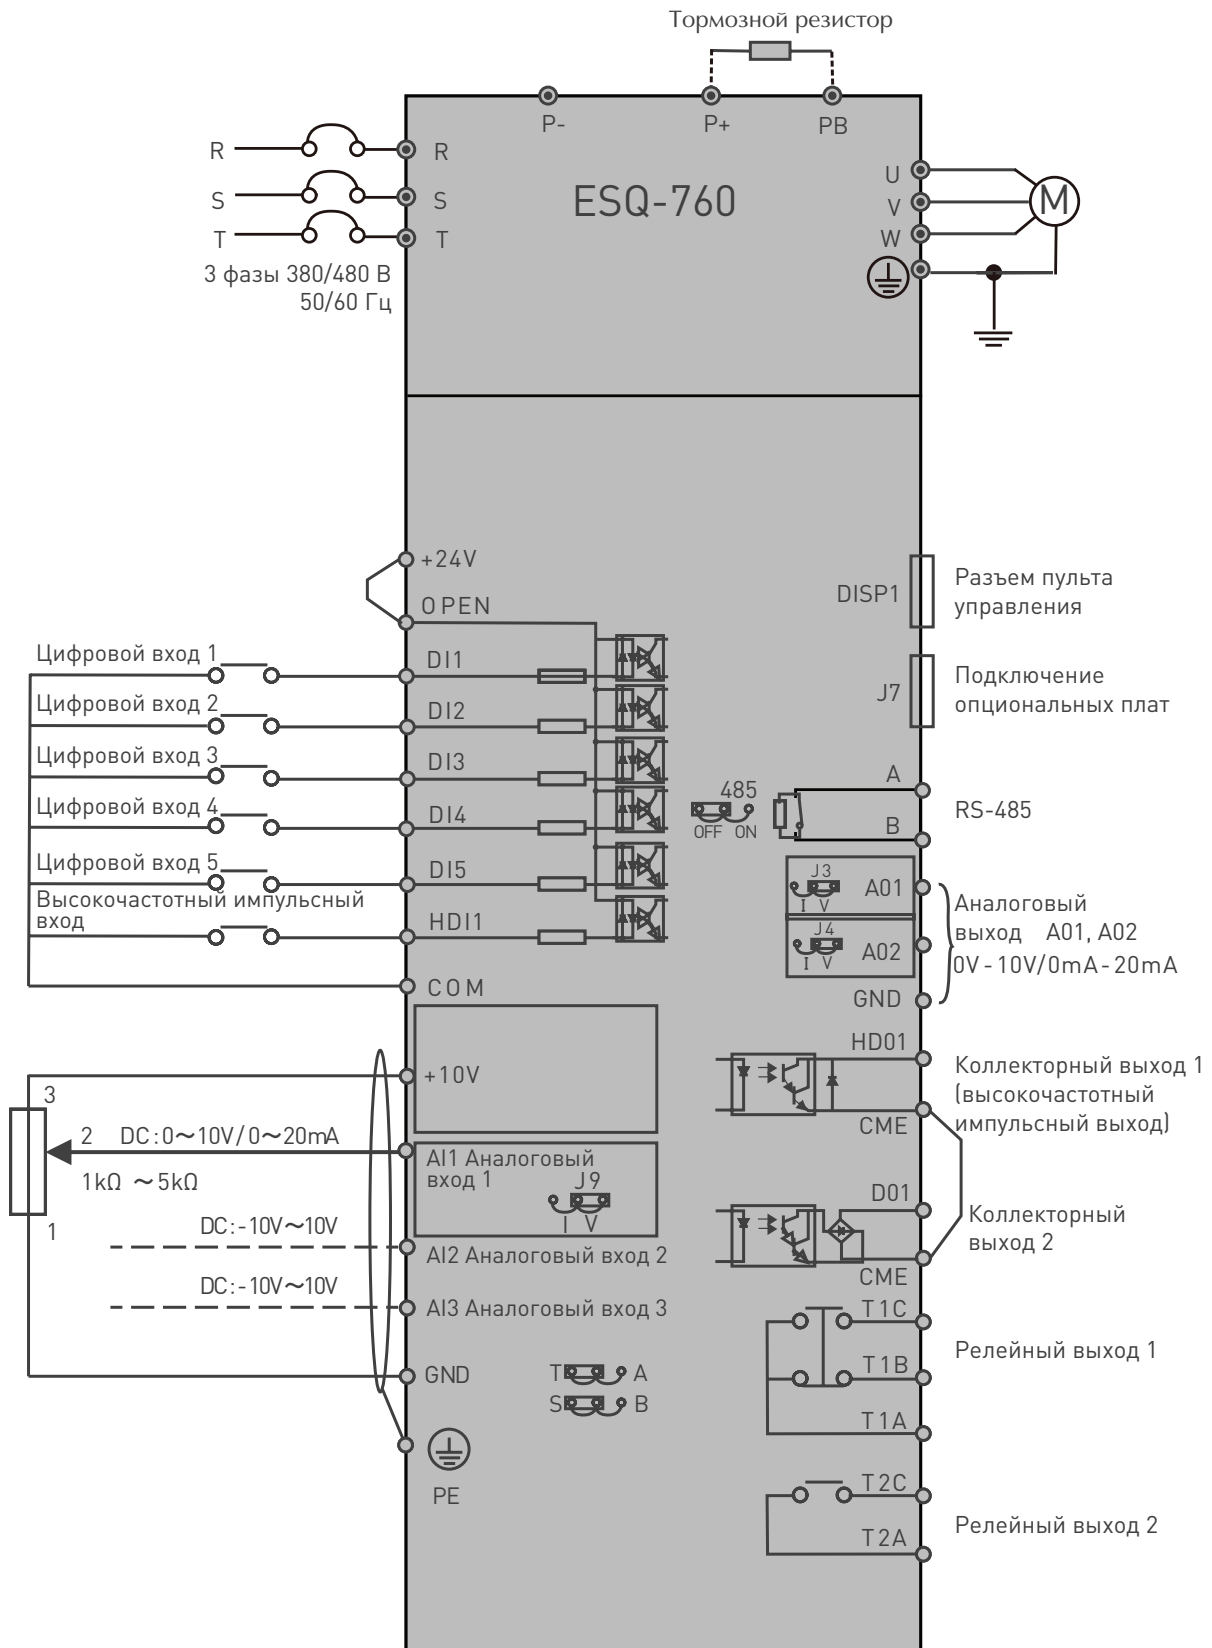 Тормозной резистор
P-
P+
PB
R
R
S
S
T
T
3 фазы 380/480 В
50/60 Гц
ESQ-760
U
V
W
M
+24V
OPEN
Цифровой вход 1
DI1
Цифровой вход 2
DI2
Цифровой вход 3
DI3
Цифровой вход 4
DI4
Цифровой вход 5
DI5
Высокочастотный импульсный
вход
HDI1
COM
+10V
3
2
DC:0～10V/0～20mA
1kΩ ～5kΩ
1
AI1 Аналоговый
вход 1
J9
I V
DC:-10V～10V
AI2 Аналоговый вход 2
DC:-10V～10V
AI3 Аналоговый вход 3
GND
T
A
S
B
PE
DISP1
Разъем пульта
управления
J7
Подключение
опциональных плат
485
OFF ON
A
B
RS-485
J3
I V
A01
J4
I V
A02
GND
Аналоговый
выход A01, A02
0V-10V/0mA-20mA
HD01
CME
Коллекторный выход 1
(высокочастотный
импульсный выход)
D01
CME
Коллекторный
выход 2
T1C
T1B
T1A
Релейный выход 1
T2C
T2A
Релейный выход 2